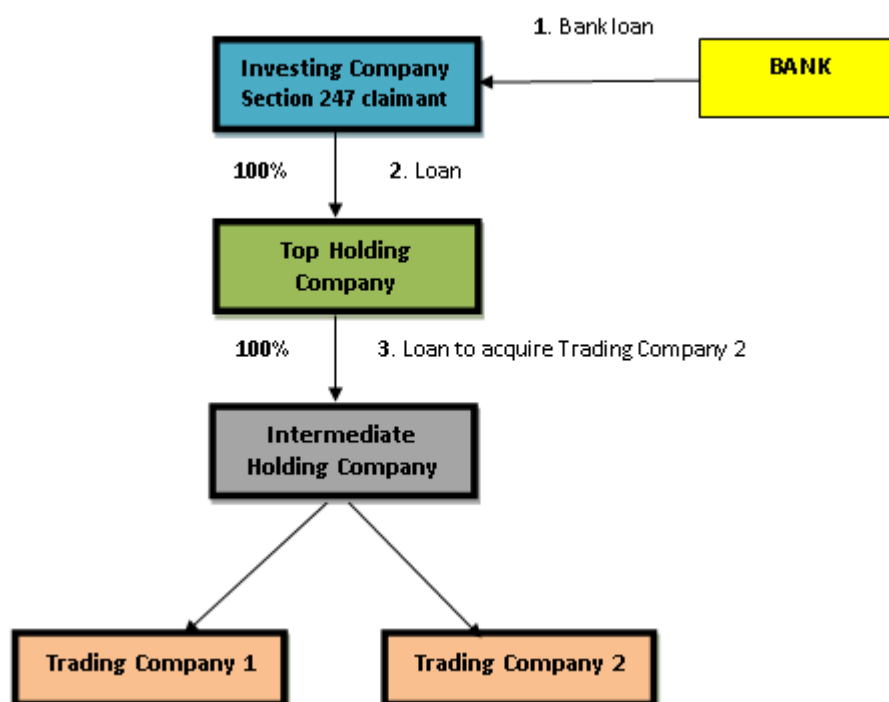 1. Bank loan
Investing Company
Section 247 claimant
BANK
100%
2. Loan
Top Holding
Company
100%
3. Loan to acquire Trading Company 2
Intermediate
Holding Company
Trading Company 1
Trading Company 2